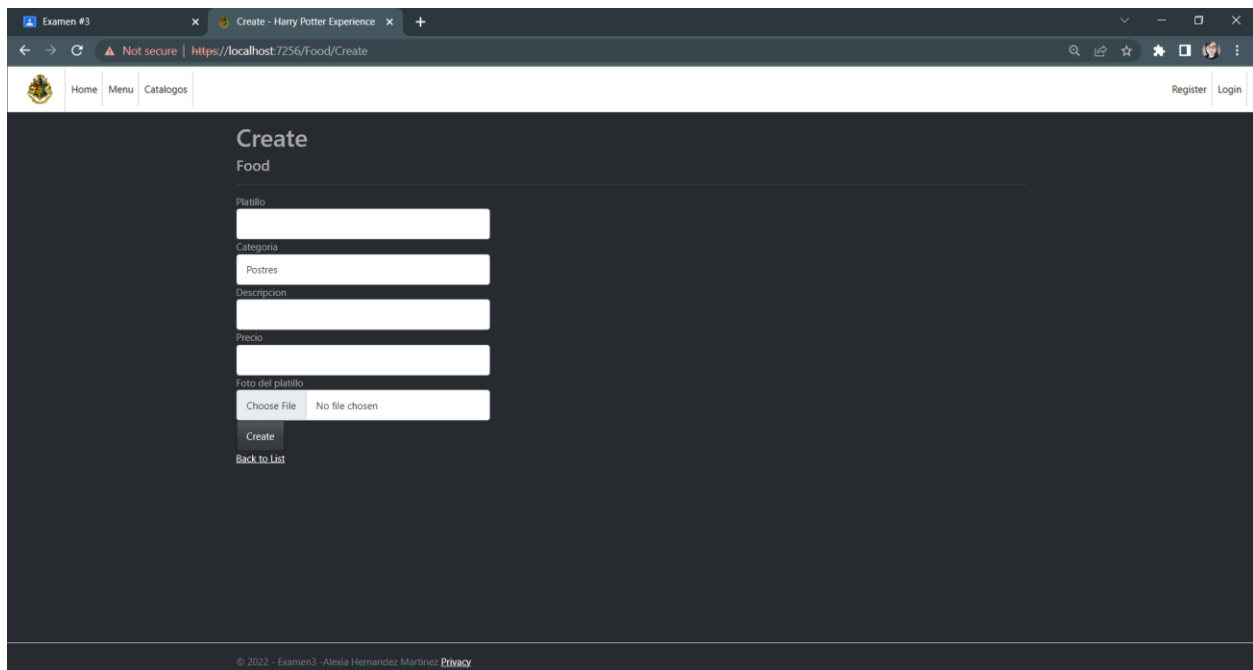 Examen #3
Create - Harry Potter Experience
Not secure | https://localhost:7256/Food/Create
Home Menu Catalogos Register Login
Create
Food
Platillo
Categoria
Postres
Descripcion
Precio
Foto del platillo
Choose File No file chosen
Create
Back to List
© 2022 - Examen3 -Alexia Hernandez Martinez Privacy